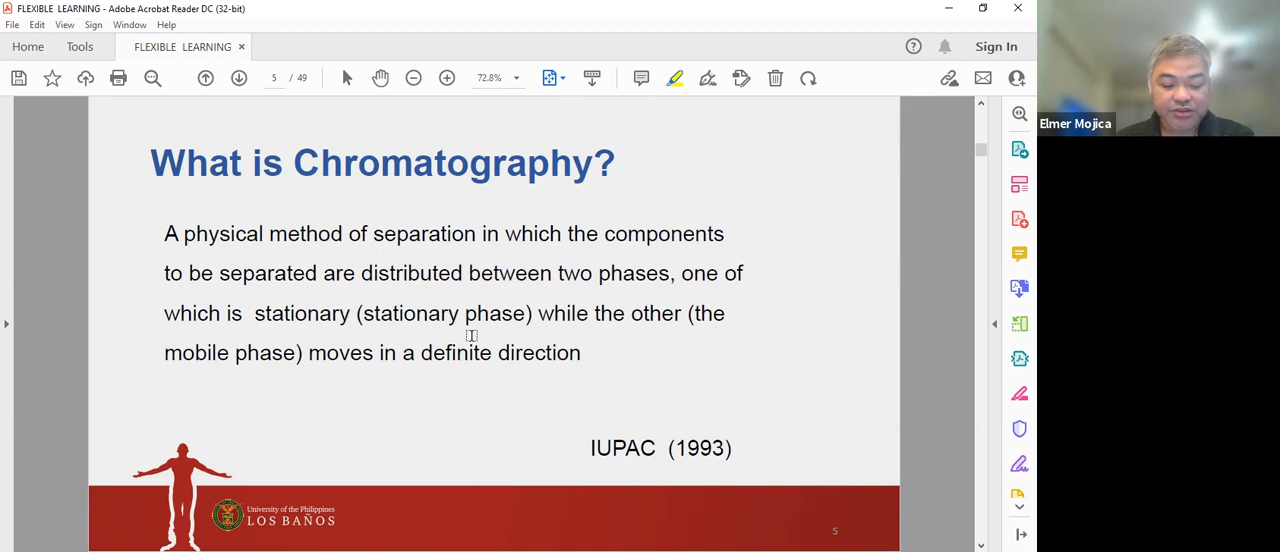 FLEXIBLE LEARNING - Adobe Acrobat Reader DC (32-bit)
File Edit View Sign Window Help
Home Tools FLEXIBLE LEARNING × Sign In
5 / 49 72.8%
What is Chromatography?
A physical method of separation in which the components
to be separated are distributed between two phases, one of
which is stationary (stationary phase) while the other (the
mobile phase) moves in a definite direction
IUPAC (1993)
University of the Philippines
LOS BAÑOS
5
Elmer Mojica